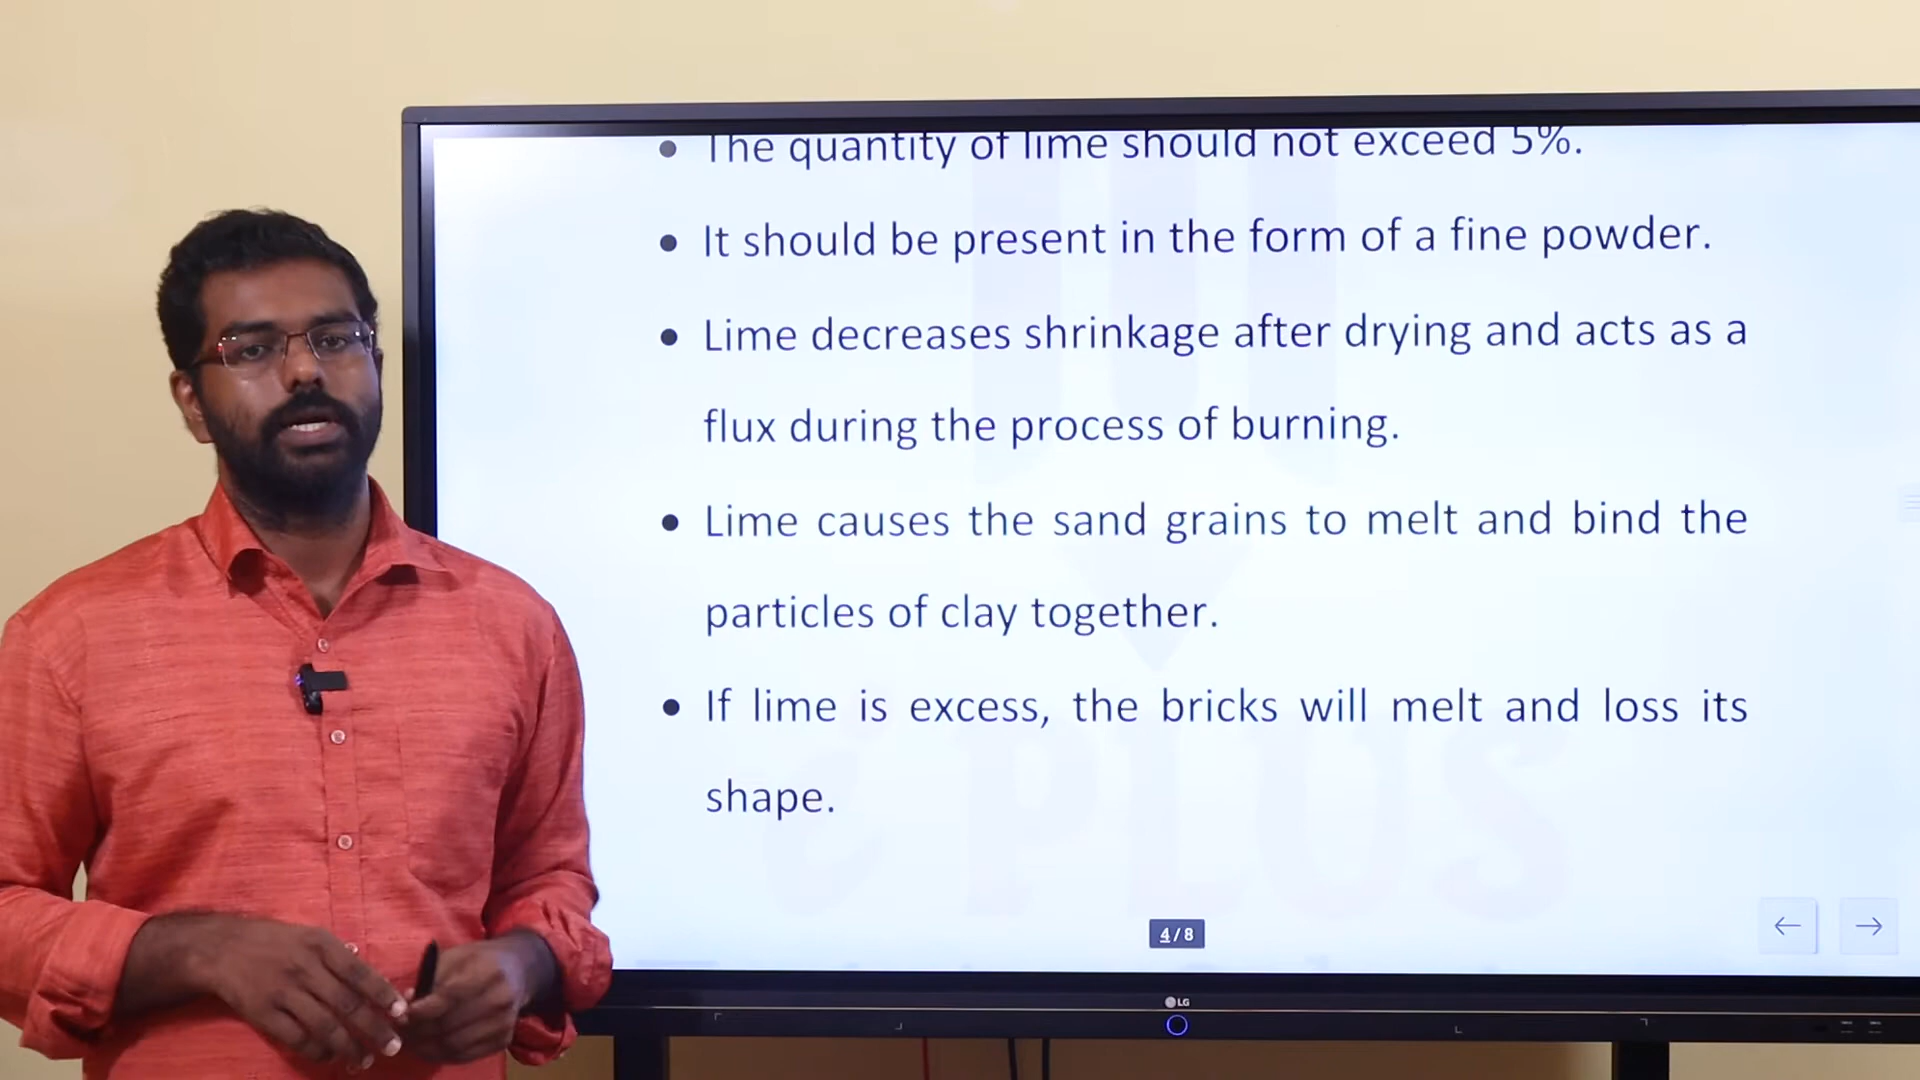 • The quantity of lime should not exceed 5%.
• It should be present in the form of a fine powder.
• Lime decreases shrinkage after drying and acts as a
flux during the process of burning.
• Lime causes the sand grains to melt and bind the
particles of clay together.
• If lime is excess, the bricks will melt and loss its
shape.
e PLUS
4/8
LG